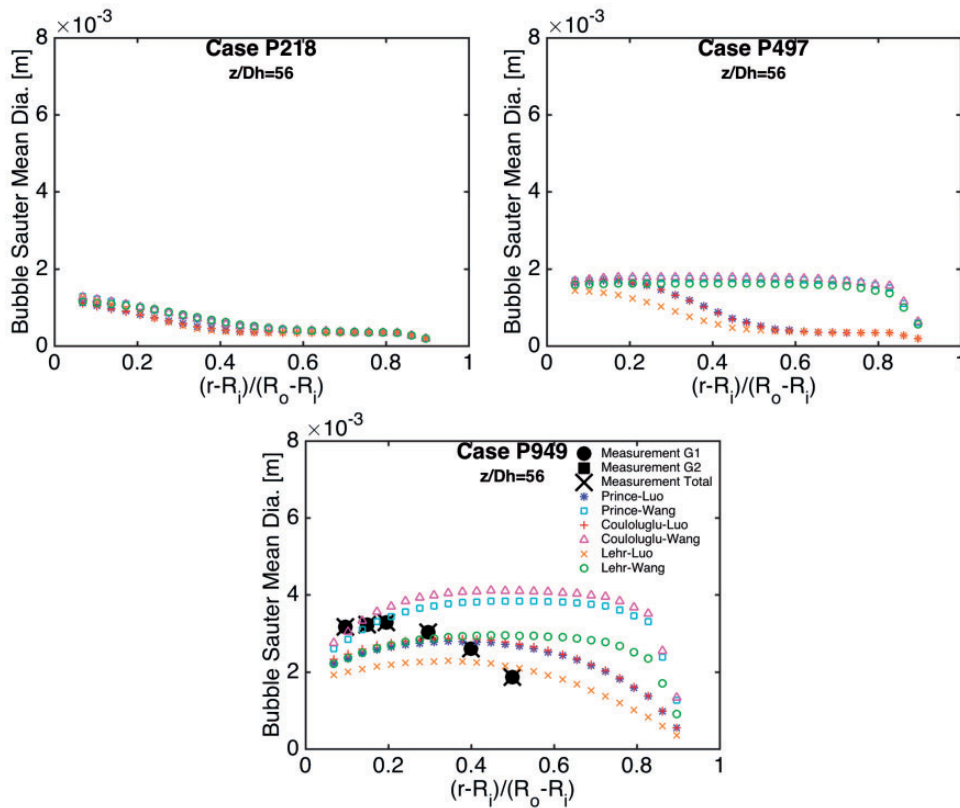 ×10⁻³
Case P218
z/Dh=56
Bubble Sauter Mean Dia. [m]
8
6
4
2
0
0 0.2 0.4 0.6 0.8 1
(r-Rᵢ)/(Rₒ-Rᵢ)
×10⁻³
Case P497
z/Dh=56
Bubble Sauter Mean Dia. [m]
8
6
4
2
0
0 0.2 0.4 0.6 0.8 1
(r-Rᵢ)/(Rₒ-Rᵢ)
×10⁻³
Case P949
z/Dh=56
Bubble Sauter Mean Dia. [m]
8
6
4
2
0
0 0.2 0.4 0.6 0.8 1
(r-Rᵢ)/(Rₒ-Rᵢ)
Measurement G1
Measurement G2
Measurement Total
Prince-Luo
Prince-Wang
Couloluglu-Luo
Couloluglu-Wang
Lehr-Luo
Lehr-Wang